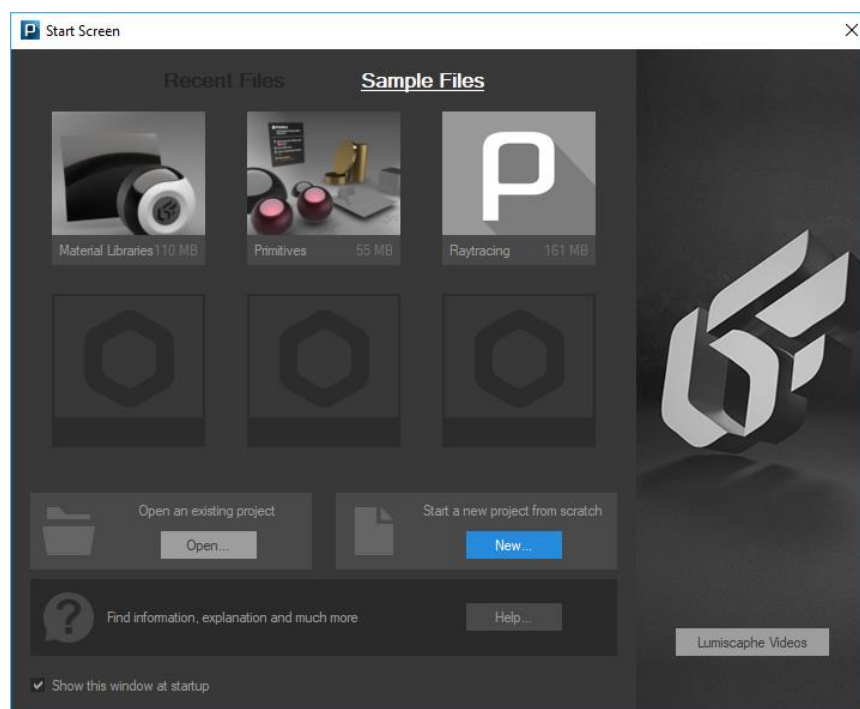 Start Screen
Recent Files
Sample Files
Material Libraries 110 MB
Primitives 55 MB
Raytracing 161 MB
Open an existing project
Open...
Start a new project from scratch
New...
Find information, explanation and much more
Help...
Lumiscaphe Videos
Show this window at startup